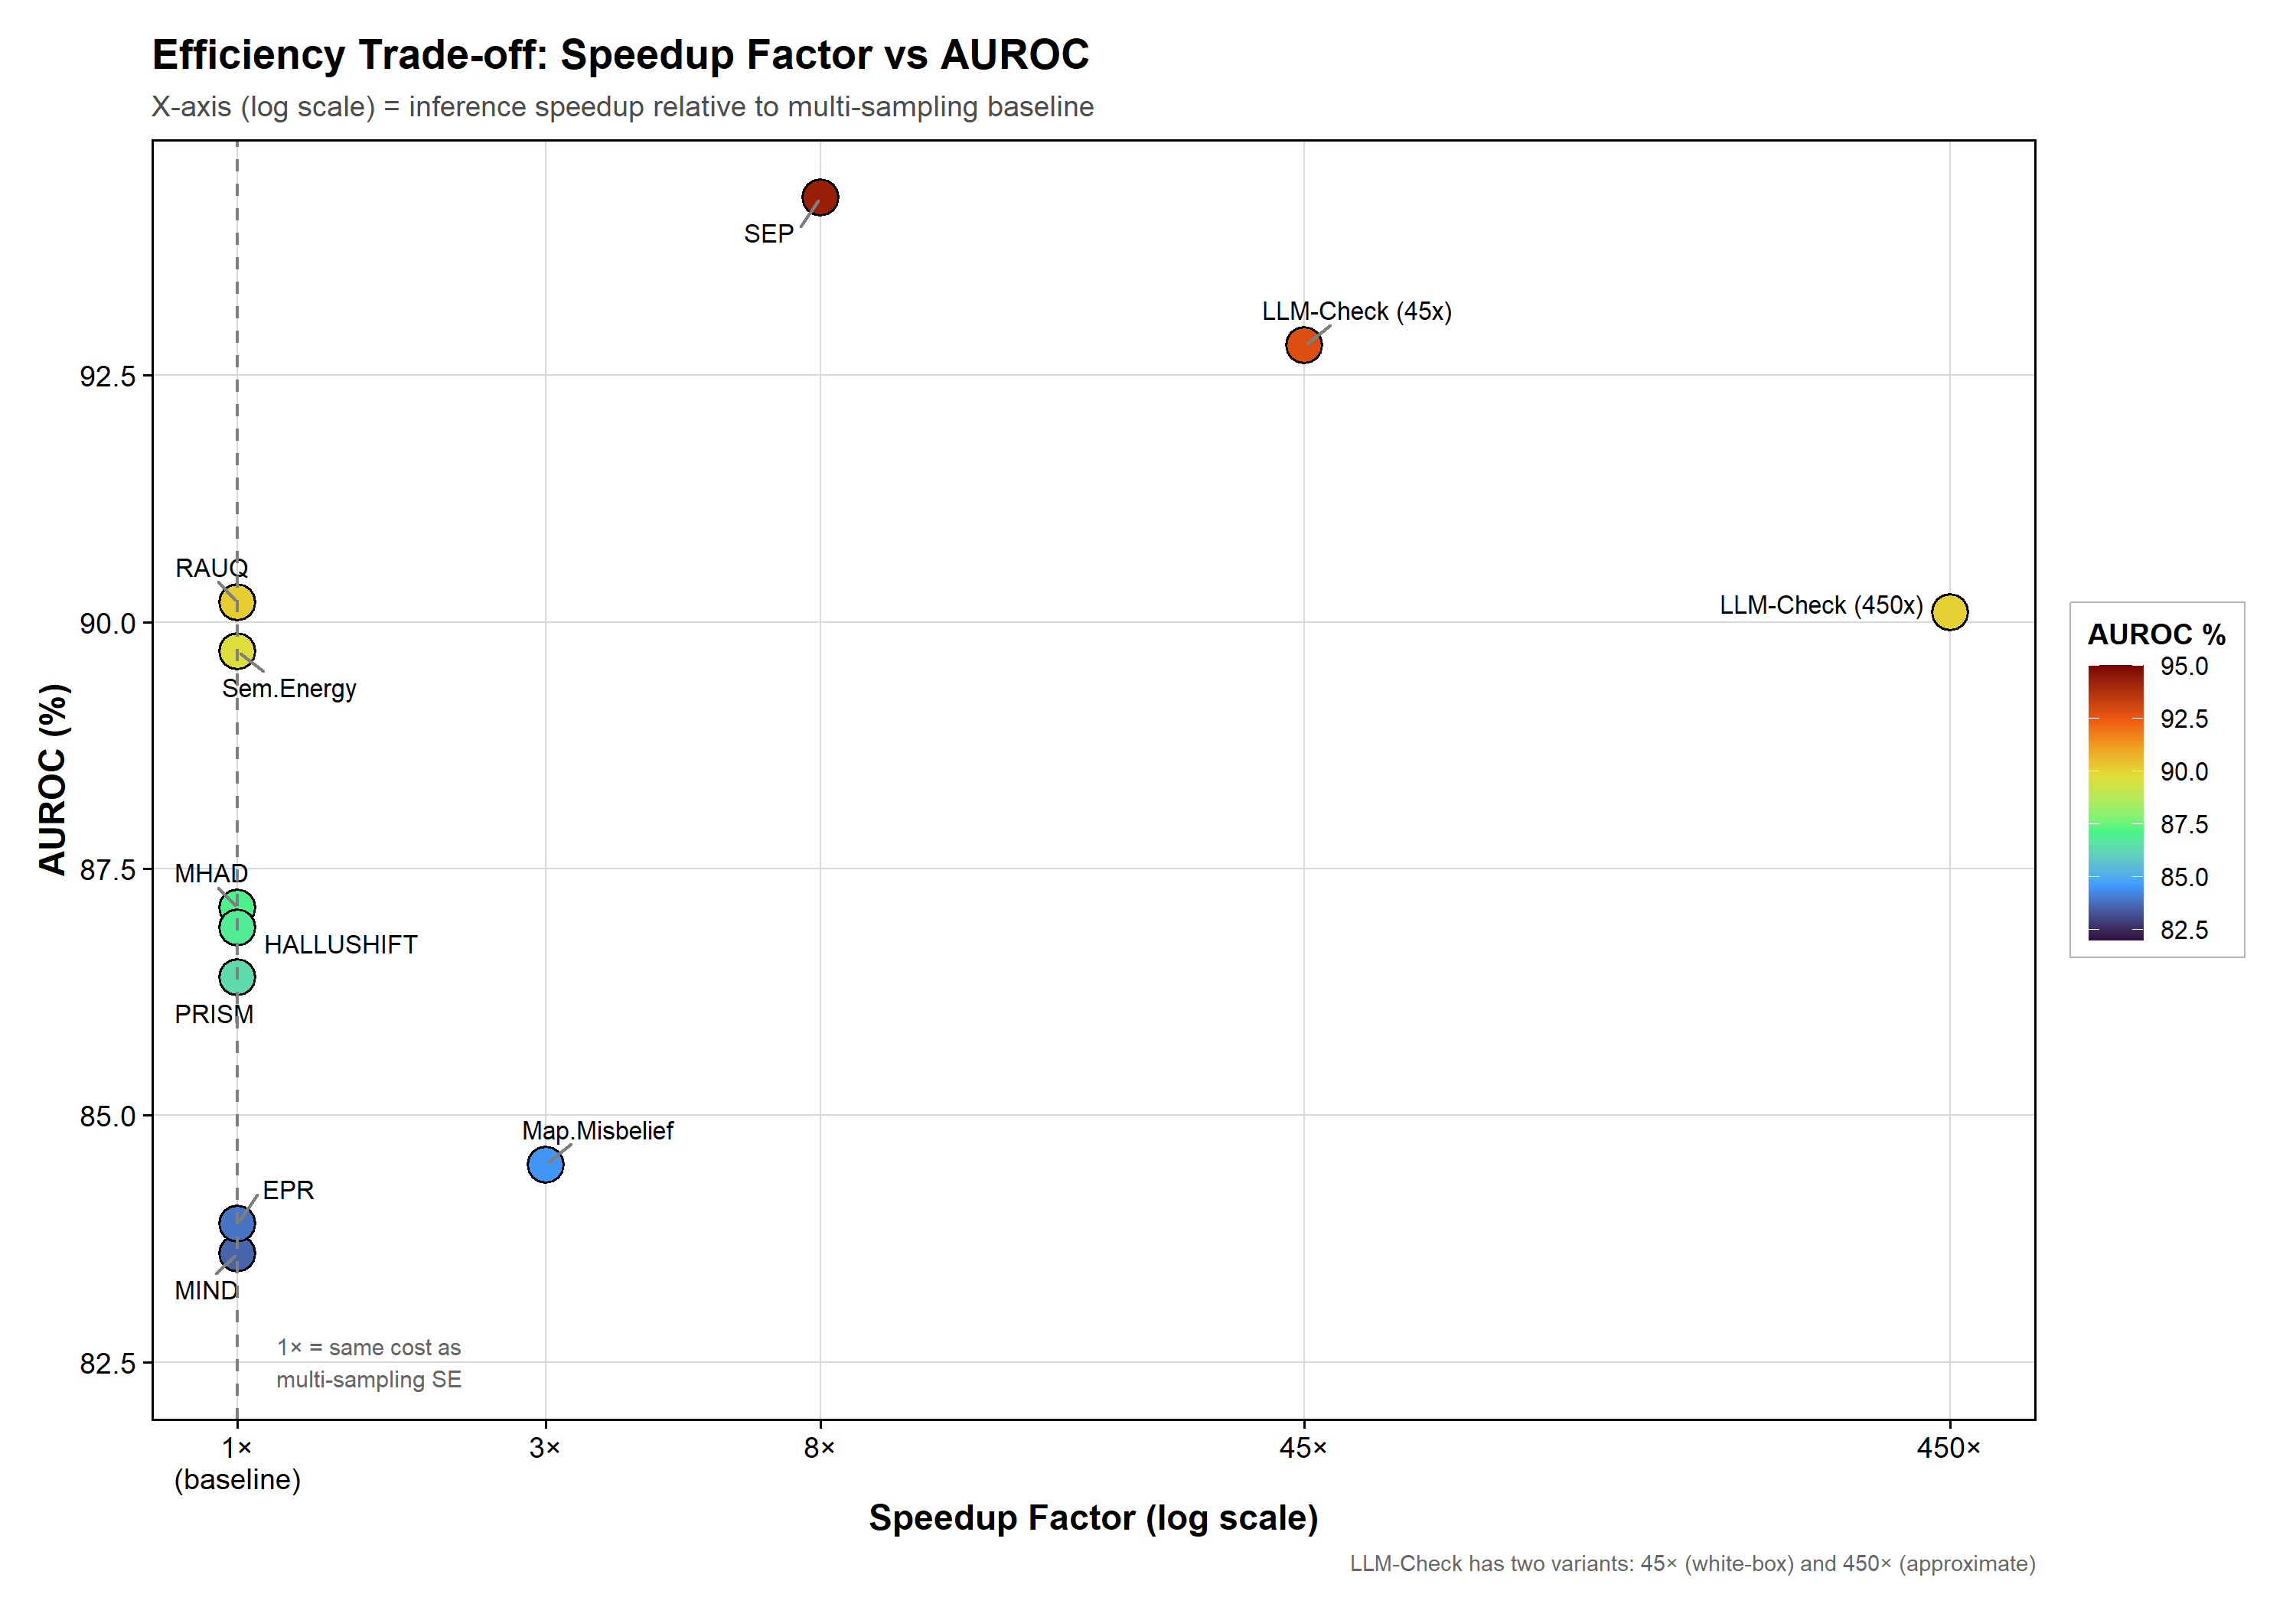 Efficiency Trade-off: Speedup Factor vs AUROC
X-axis (log scale) = inference speedup relative to multi-sampling baseline
SEP
LLM-Check (45x)
92.5
RAUQ
LLM-Check (450x)
90.0
Sem.Energy
AUROC (%)
MHAD
87.5
HALLUSHIFT
PRISM
Map.Misbelief
85.0
EPR
MIND
1× = same cost as
multi-sampling SE
82.5
1×
(baseline)
3×
8×
45×
450×
Speedup Factor (log scale)
LLM-Check has two variants: 45× (white-box) and 450× (approximate)
AUROC %
95.0
92.5
90.0
87.5
85.0
82.5